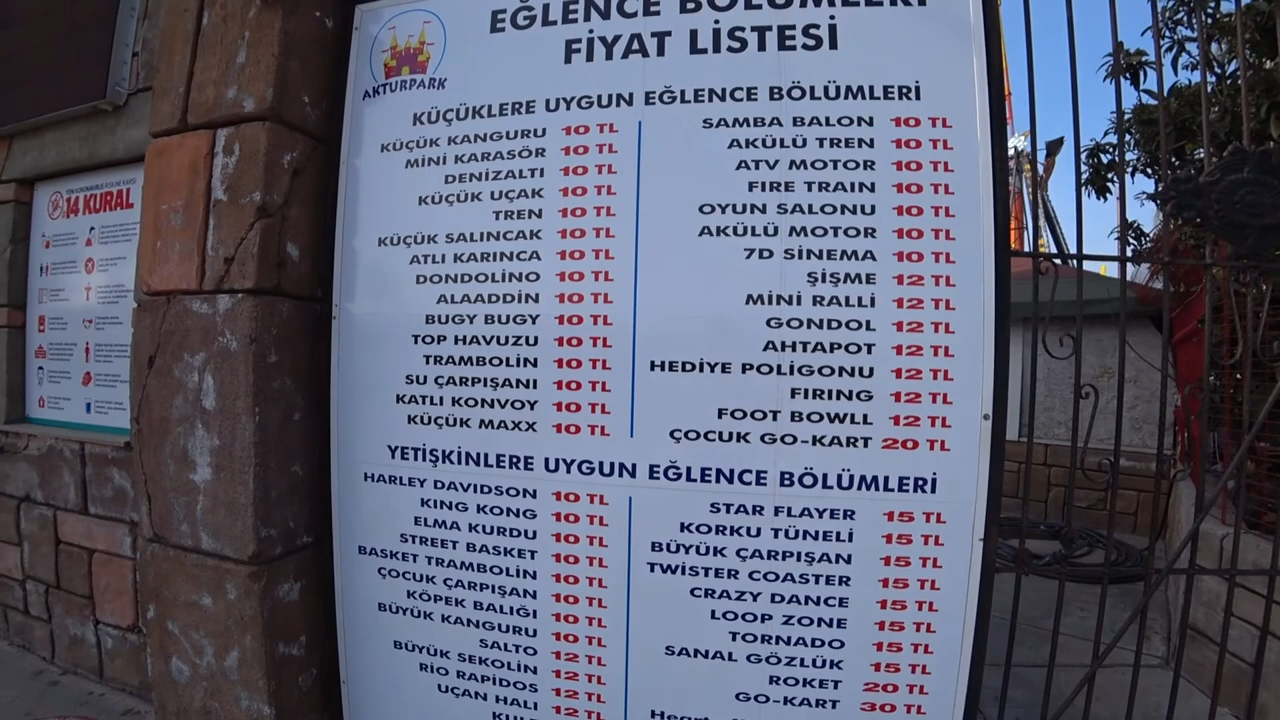 EĞLENCE BÖLÜMLERİ
FİYAT LİSTESİ
AKTURPARK
KÜÇÜKLERE UYGUN EĞLENCE BÖLÜMLERİ
KÜÇÜK KANGURU 10 TL
MİNİ KARASÖR 10 TL
DENİZALTI 10 TL
KÜÇÜK UÇAK 10 TL
TREN 10 TL
KÜÇÜK SALINCAK 10 TL
ATLI KARINCA 10 TL
DONDOLİNO 10 TL
ALAADDİN 10 TL
BUGY BUGY 10 TL
TOP HAVUZU 10 TL
TRAMBOLİN 10 TL
SU ÇARPIŞANI 10 TL
KATLI KONVOY 10 TL
KÜÇÜK MAXX 10 TL
SAMBA BALON 10 TL
AKÜLÜ TREN 10 TL
ATV MOTOR 10 TL
FIRE TRAIN 10 TL
OYUN SALONU 10 TL
AKÜLÜ MOTOR 10 TL
7D SİNEMA 10 TL
ŞİŞME 12 TL
MİNİ RALLİ 12 TL
GONDOL 12 TL
AHTAPOT 12 TL
HEDİYE POLİGONU 12 TL
FIRING 12 TL
FOOT BOWLL 12 TL
ÇOCUK GO-KART 20 TL
YETİŞKİNLERE UYGUN EĞLENCE BÖLÜMLERİ
HARLEY DAVIDSON 10 TL
KING KONG 10 TL
ELMA KURDU 10 TL
STREET BASKET 10 TL
BASKET TRAMBOLİN 10 TL
ÇOCUK ÇARPIŞAN 10 TL
KÖPEK BALIĞI 10 TL
BÜYÜK KANGURU 10 TL
SALTO 12 TL
BÜYÜK SEKOLİN 12 TL
RİO RAPIDOS 12 TL
UÇAN HALI 12 TL
STAR FLAYER 15 TL
KORKU TÜNELİ 15 TL
BÜYÜK ÇARPIŞAN 15 TL
TWISTER COASTER 15 TL
CRAZY DANCE 15 TL
LOOP ZONE 15 TL
TORNADO 15 TL
SANAL GÖZLÜK 15 TL
ROKET 20 TL
GO-KART 30 TL
YENİ KORONAVİRÜS RİSKİNE KARŞI
14 KURAL